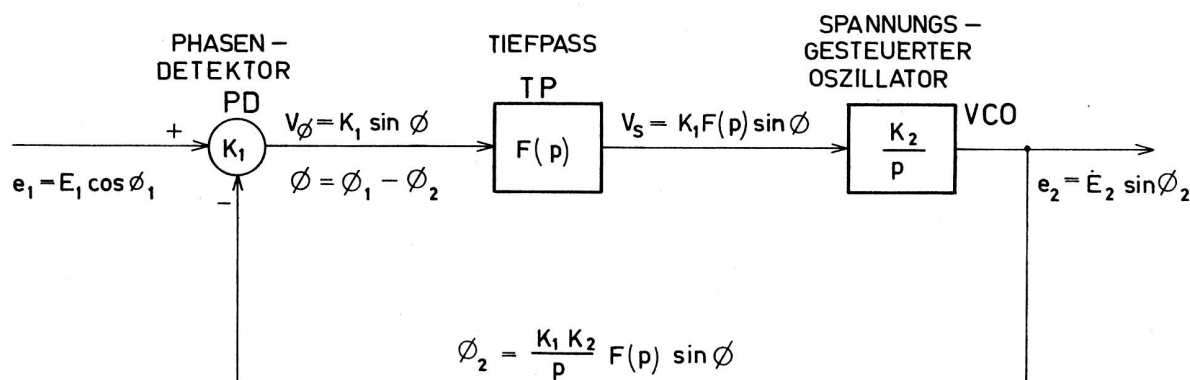 PHASEN-
DETEKTOR
PD
K₁
+
-
e₁ = E₁ cos ∅₁
V∅ = K₁ sin ∅
∅ = ∅₁ - ∅₂
TIEFPASS
TP
F(p)
Vₛ = K₁F(p) sin ∅
SPANNUNGS-
GESTEUERTER
OSZILLATOR
VCO
K₂
p
e₂ = Ė₂ sin ∅₂
∅₂ = K₁ K₂ / p F(p) sin ∅